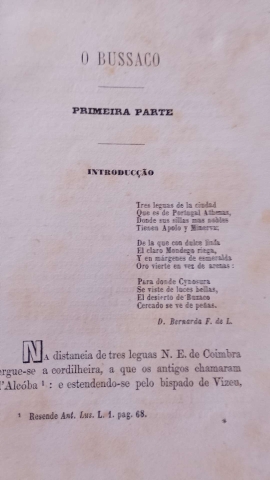 O BUSSACO
PRIMEIRA PARTE
INTRODUCÇÃO
Tres leguas de la ciudad
Que es de Portugal Athenas,
Donde sus sillas mas nobles
Tienen Apolo y Minerva;
De la que con dulce linfa
El claro Mondego riega,
Y en márgenes de esmeralda
Oro vierte en vez de arenas:
Para donde Cynosura
Se viste de luces bellas,
El desierto de Buzaco
Cercado se ve de peñas.
D. Bernarda F. de L.
NA distancia de tres leguas N. E. de Coimbra
ergue-se a cordilheira, a que os antigos chamaram
d'Alcóba ¹: e estendendo-se pelo bispado de Vizeu,
¹ Resende Ant. Lus. L. 1. pag. 68.